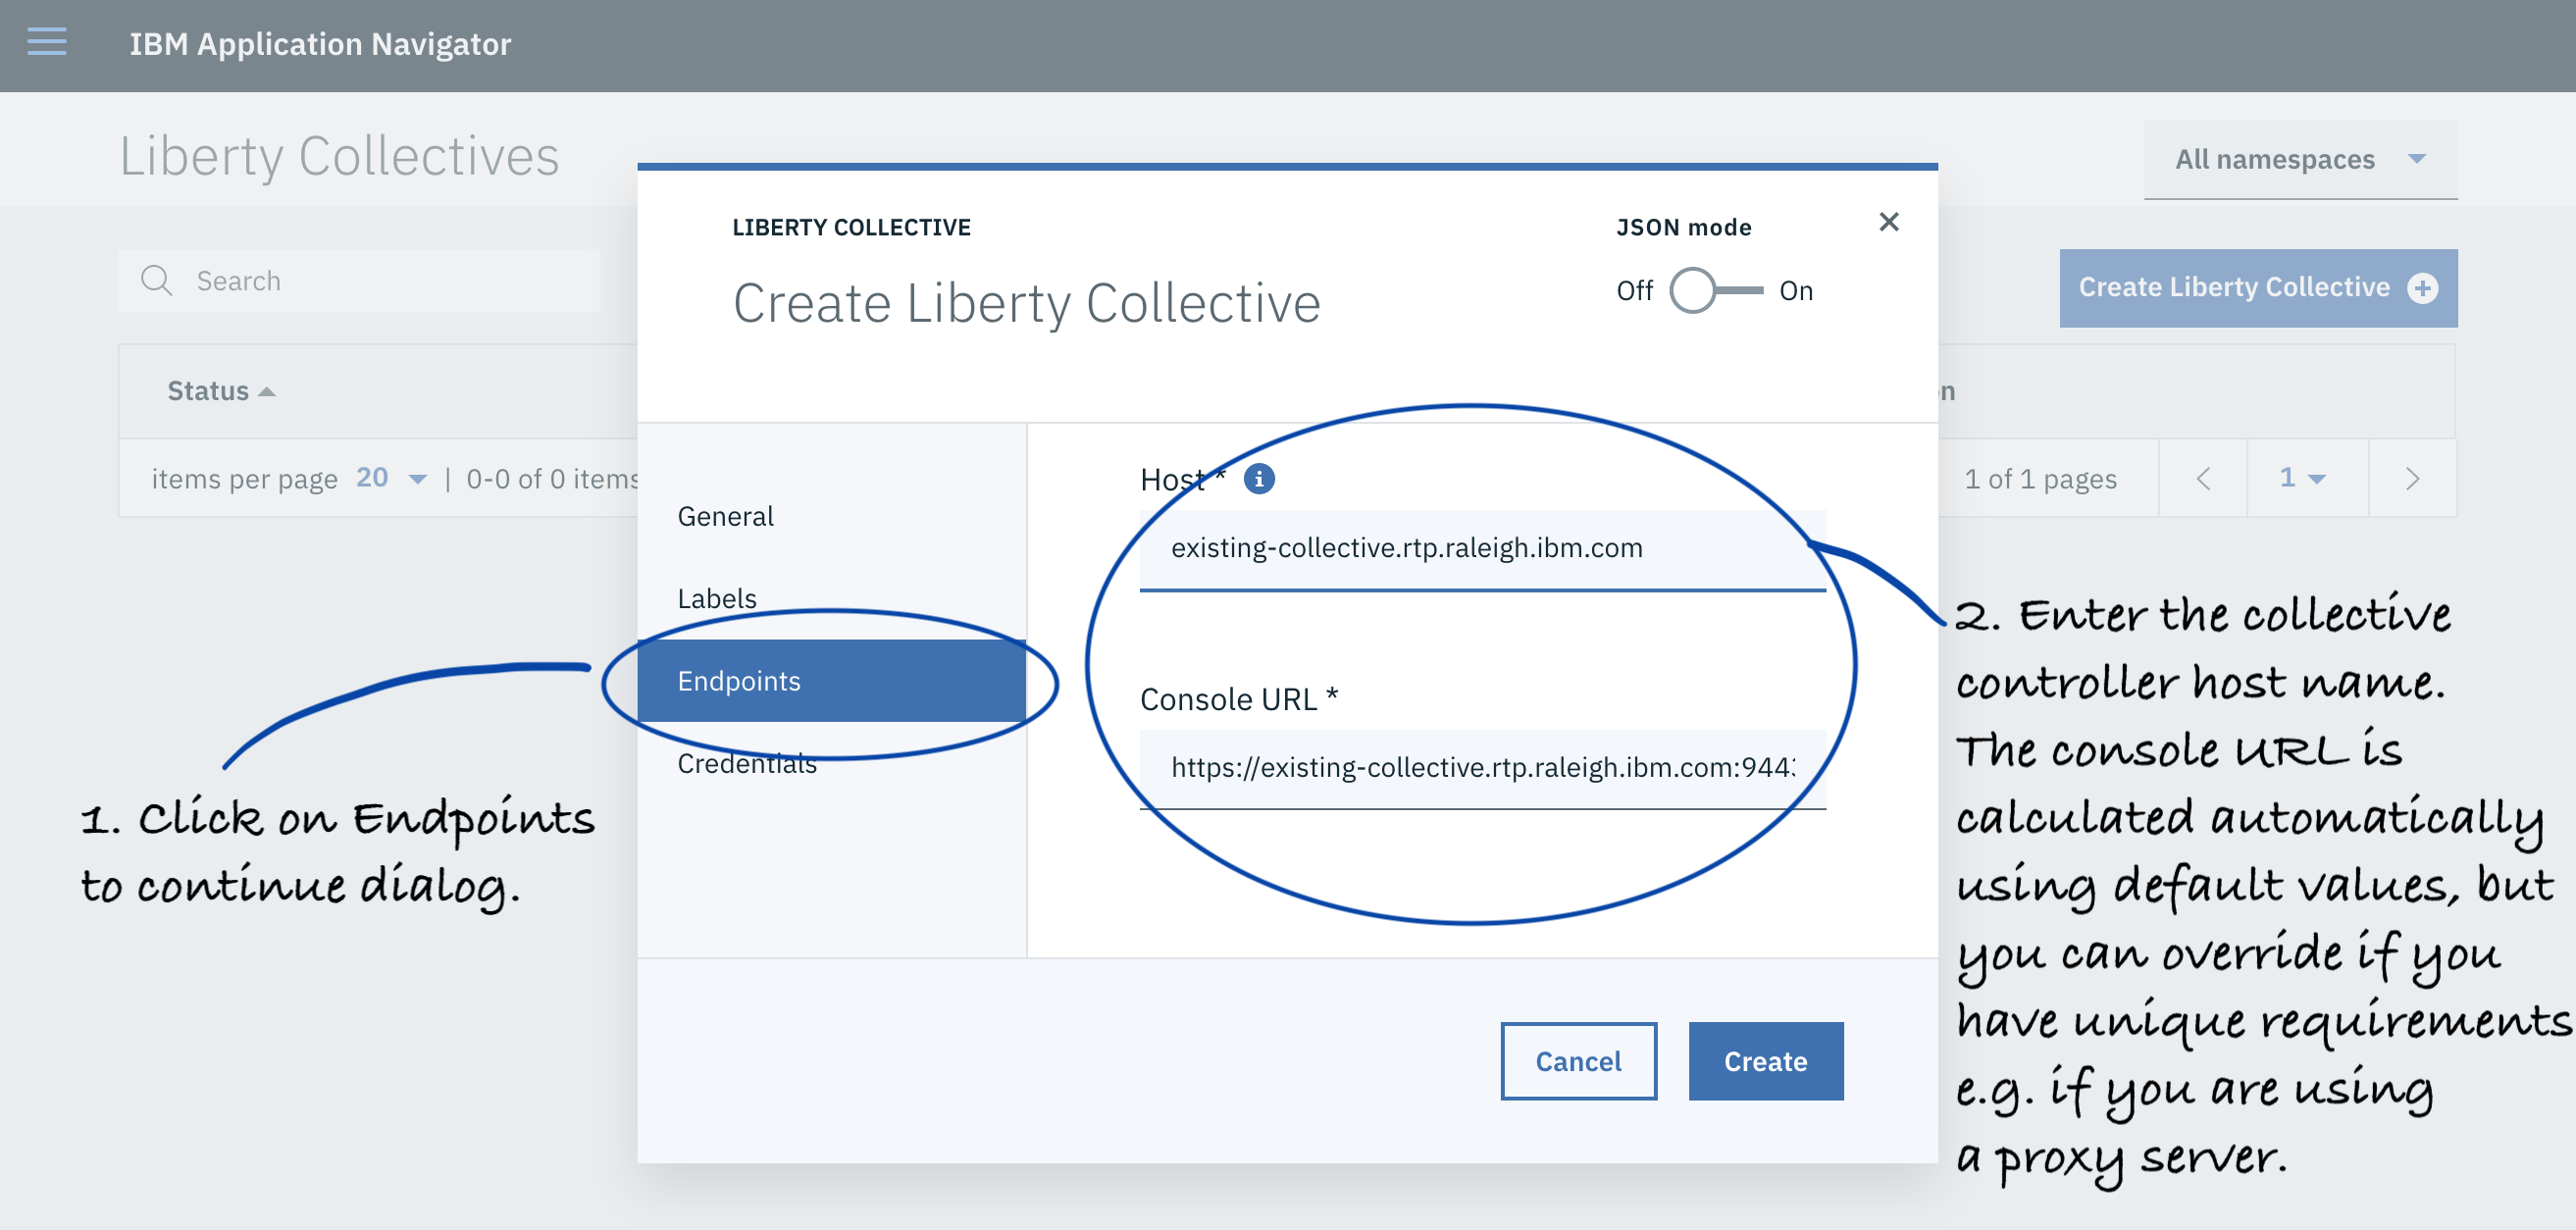 IBM Application Navigator
Liberty Collectives
All namespaces
Search
Create Liberty Collective
Status
items per page 20 | 0-0 of 0 items
1 of 1 pages
1
LIBERTY COLLECTIVE
JSON mode
Create Liberty Collective
Off On
General
Labels
Endpoints
Credentials
Host *
existing-collective.rtp.raleigh.ibm.com
Console URL *
https://existing-collective.rtp.raleigh.ibm.com:944
Cancel
Create
1. Click on Endpoints
to continue dialog.
2. Enter the collective
controller host name.
The console URL is
calculated automatically
using default values, but
you can override if you
have unique requirements
e.g. if you are using
a proxy server.